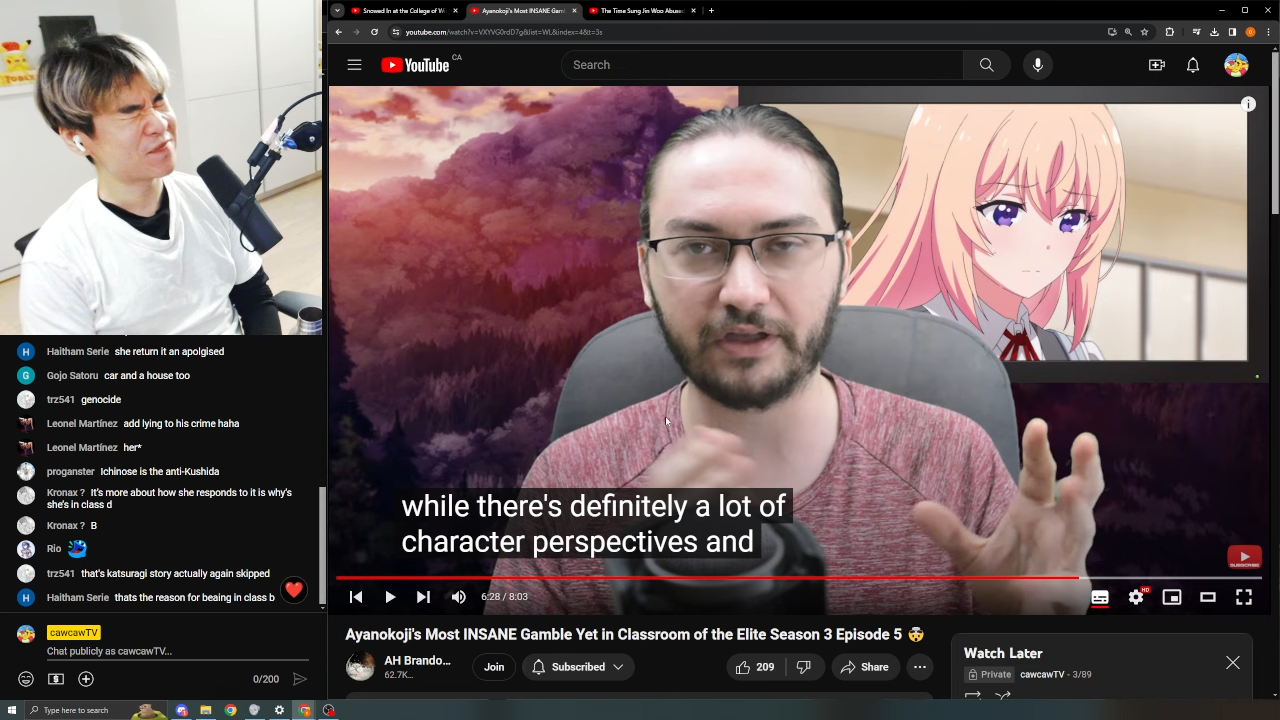 Snowed In at the College of W
Ayanokoji's Most INSANE Gamb
The Time Sung Jin Woo Abuse
youtube.com/watch?v=VXYVG0rdD7g&list=WL&index=4&t=3s
YouTube CA
Search
while there's definitely a lot of
character perspectives and
SUBSCRIBE
6:28 / 8:03
HD
Ayanokoji's Most INSANE Gamble Yet in Classroom of the Elite Season 3 Episode 5 🤯
AH Brando...
62.7K...
Join
Subscribed
209
Share
Watch Later
Private cawcawTV - 3/89
Haitham Serie she return it an apolgised
Gojo Satoru car and a house too
trz541 genocide
Leonel Martínez add lying to his crime haha
Leonel Martínez her*
proganster Ichinose is the anti-Kushida
Kronax ? It's more about how she responds to it is why's
she's in class d
Kronax ? B
Rio
trz541 that's katsuragi story actually again skipped
Haitham Serie thats the reason for beaing in class b
cawcawTV
Chat publicly as cawcawTV...
0/200
Type here to search